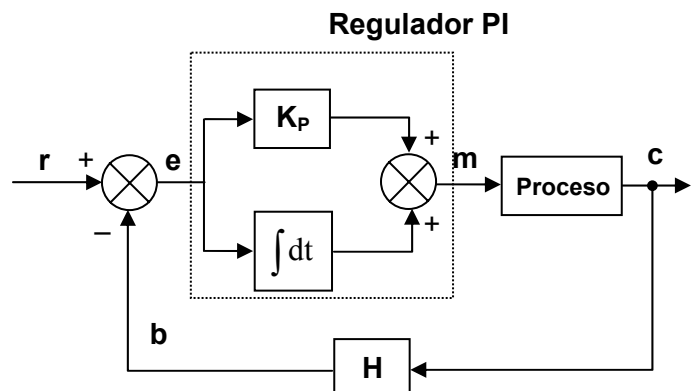 Regulador PI
K_P
r
+
e
+
m
c
Proceso
−
∫dt
+
b
H